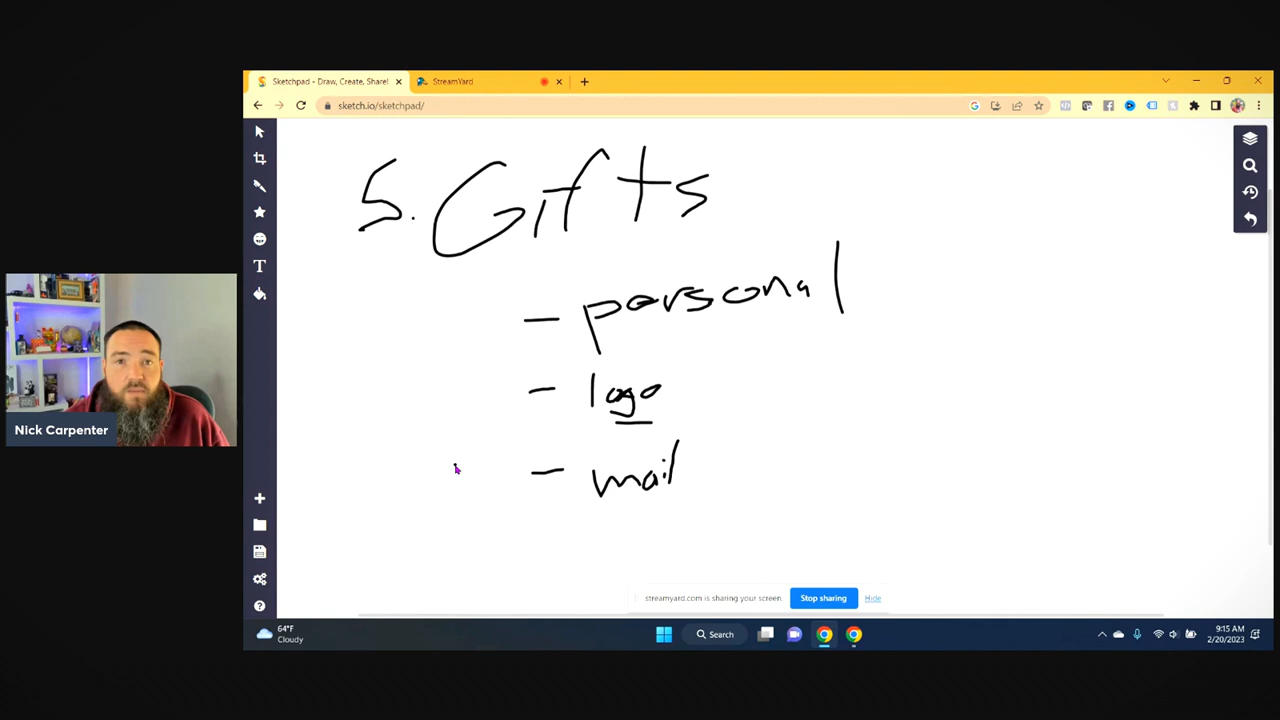 Sketchpad - Draw, Create, Share!
StreamYard
sketch.io/sketchpad/
5. Gifts
- personal
- logo
- mail
Nick Carpenter
T
streamyard.com is sharing your screen.
Stop sharing
Hide
64°F
Cloudy
Search
9:15 AM
2/20/2023